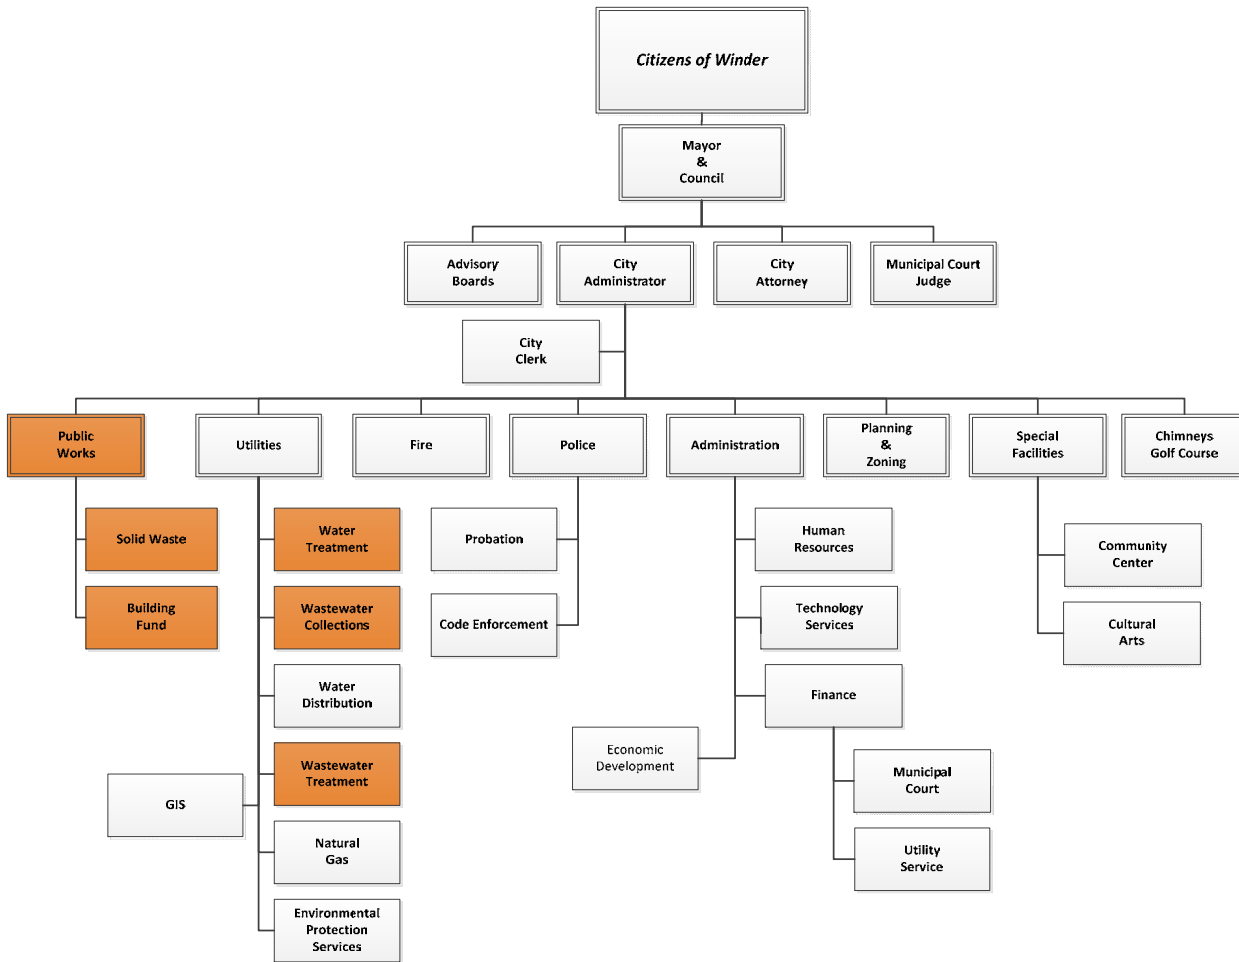 Citizens of Winder
Mayor
&
Council
Advisory
Boards
City
Administrator
City
Attorney
Municipal Court
Judge
City
Clerk
Public
Works
Utilities
Fire
Police
Administration
Planning
&
Zoning
Special
Facilities
Chimneys
Golf Course
Solid Waste
Building
Fund
Water
Treatment
Wastewater
Collections
Water
Distribution
Wastewater
Treatment
GIS
Natural
Gas
Environmental
Protection
Services
Probation
Code Enforcement
Human
Resources
Technology
Services
Finance
Economic
Development
Municipal
Court
Utility
Service
Community
Center
Cultural
Arts